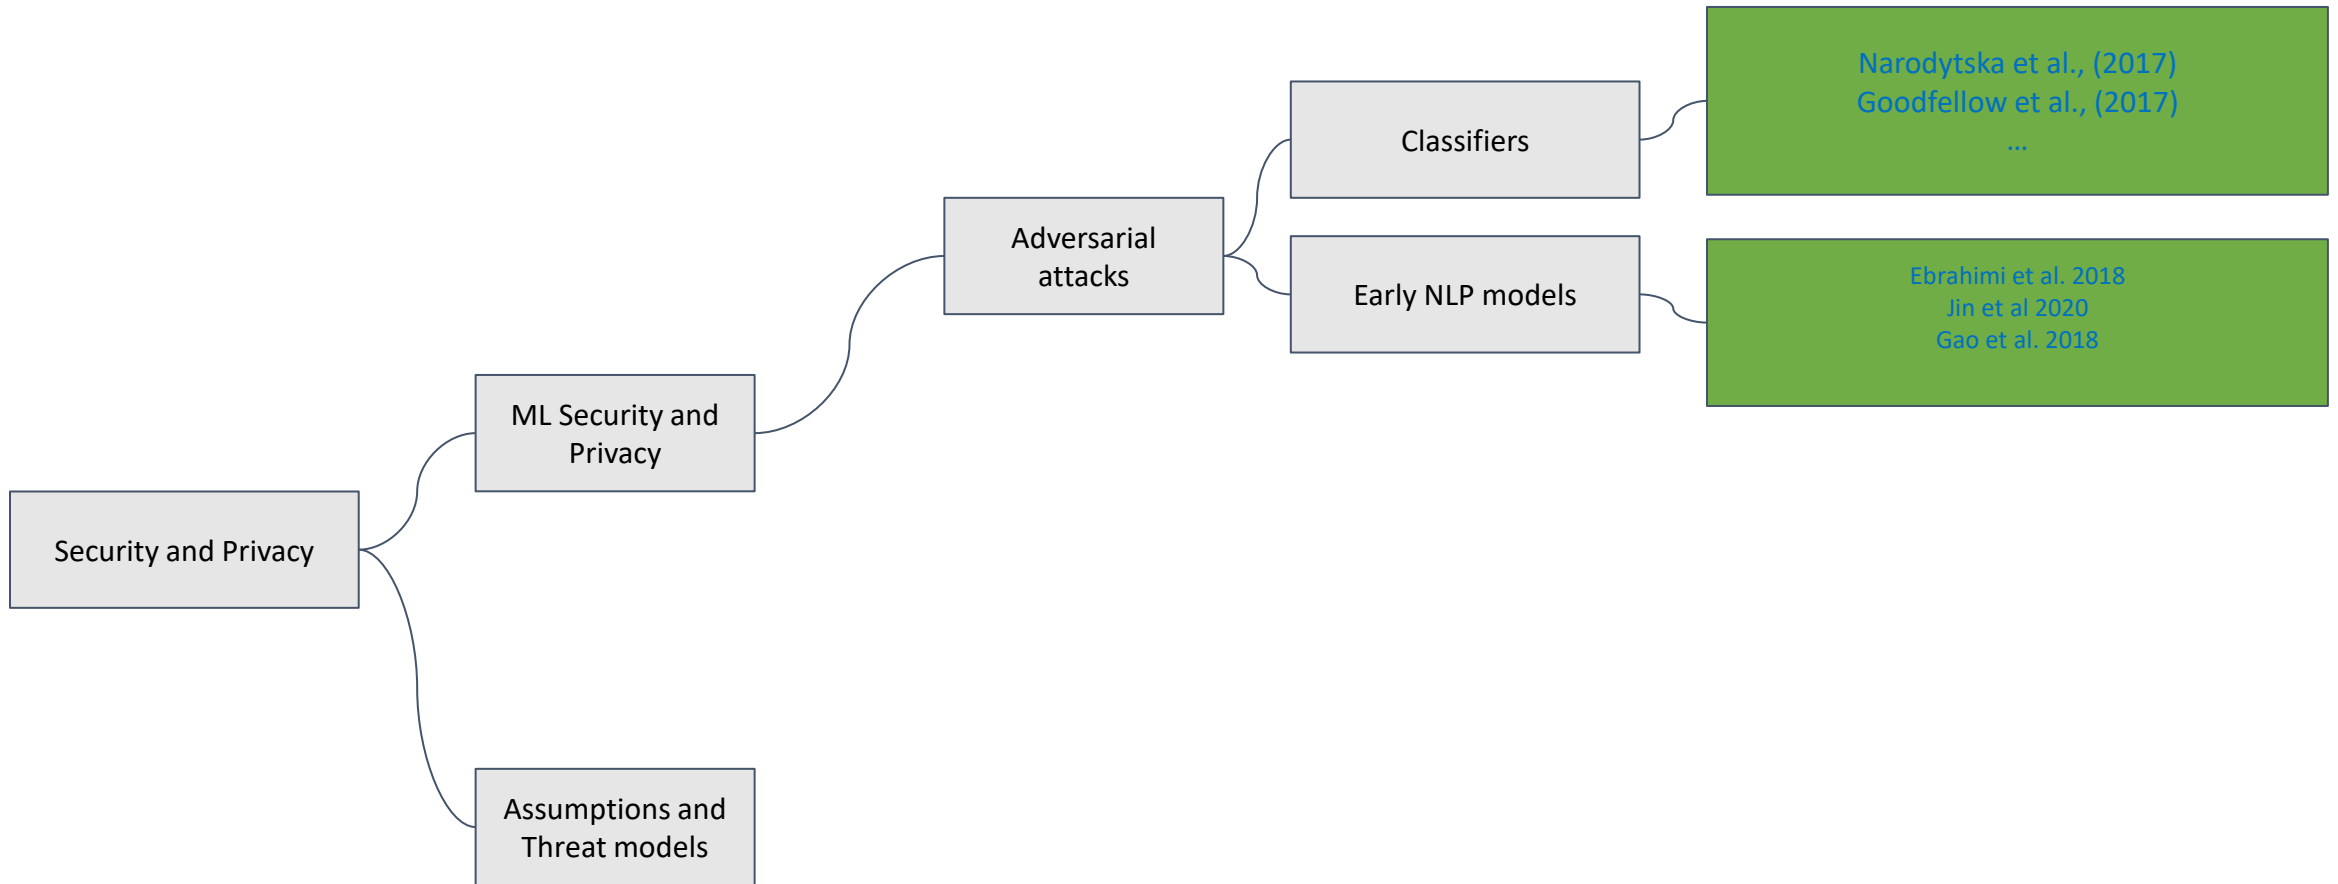 Narodytska et al., (2017)
Goodfellow et al., (2017)
...
Classifiers
Adversarial
attacks
Early NLP models
Ebrahimi et al. 2018
Jin et al 2020
Gao et al. 2018
ML Security and
Privacy
Security and Privacy
Assumptions and
Threat models